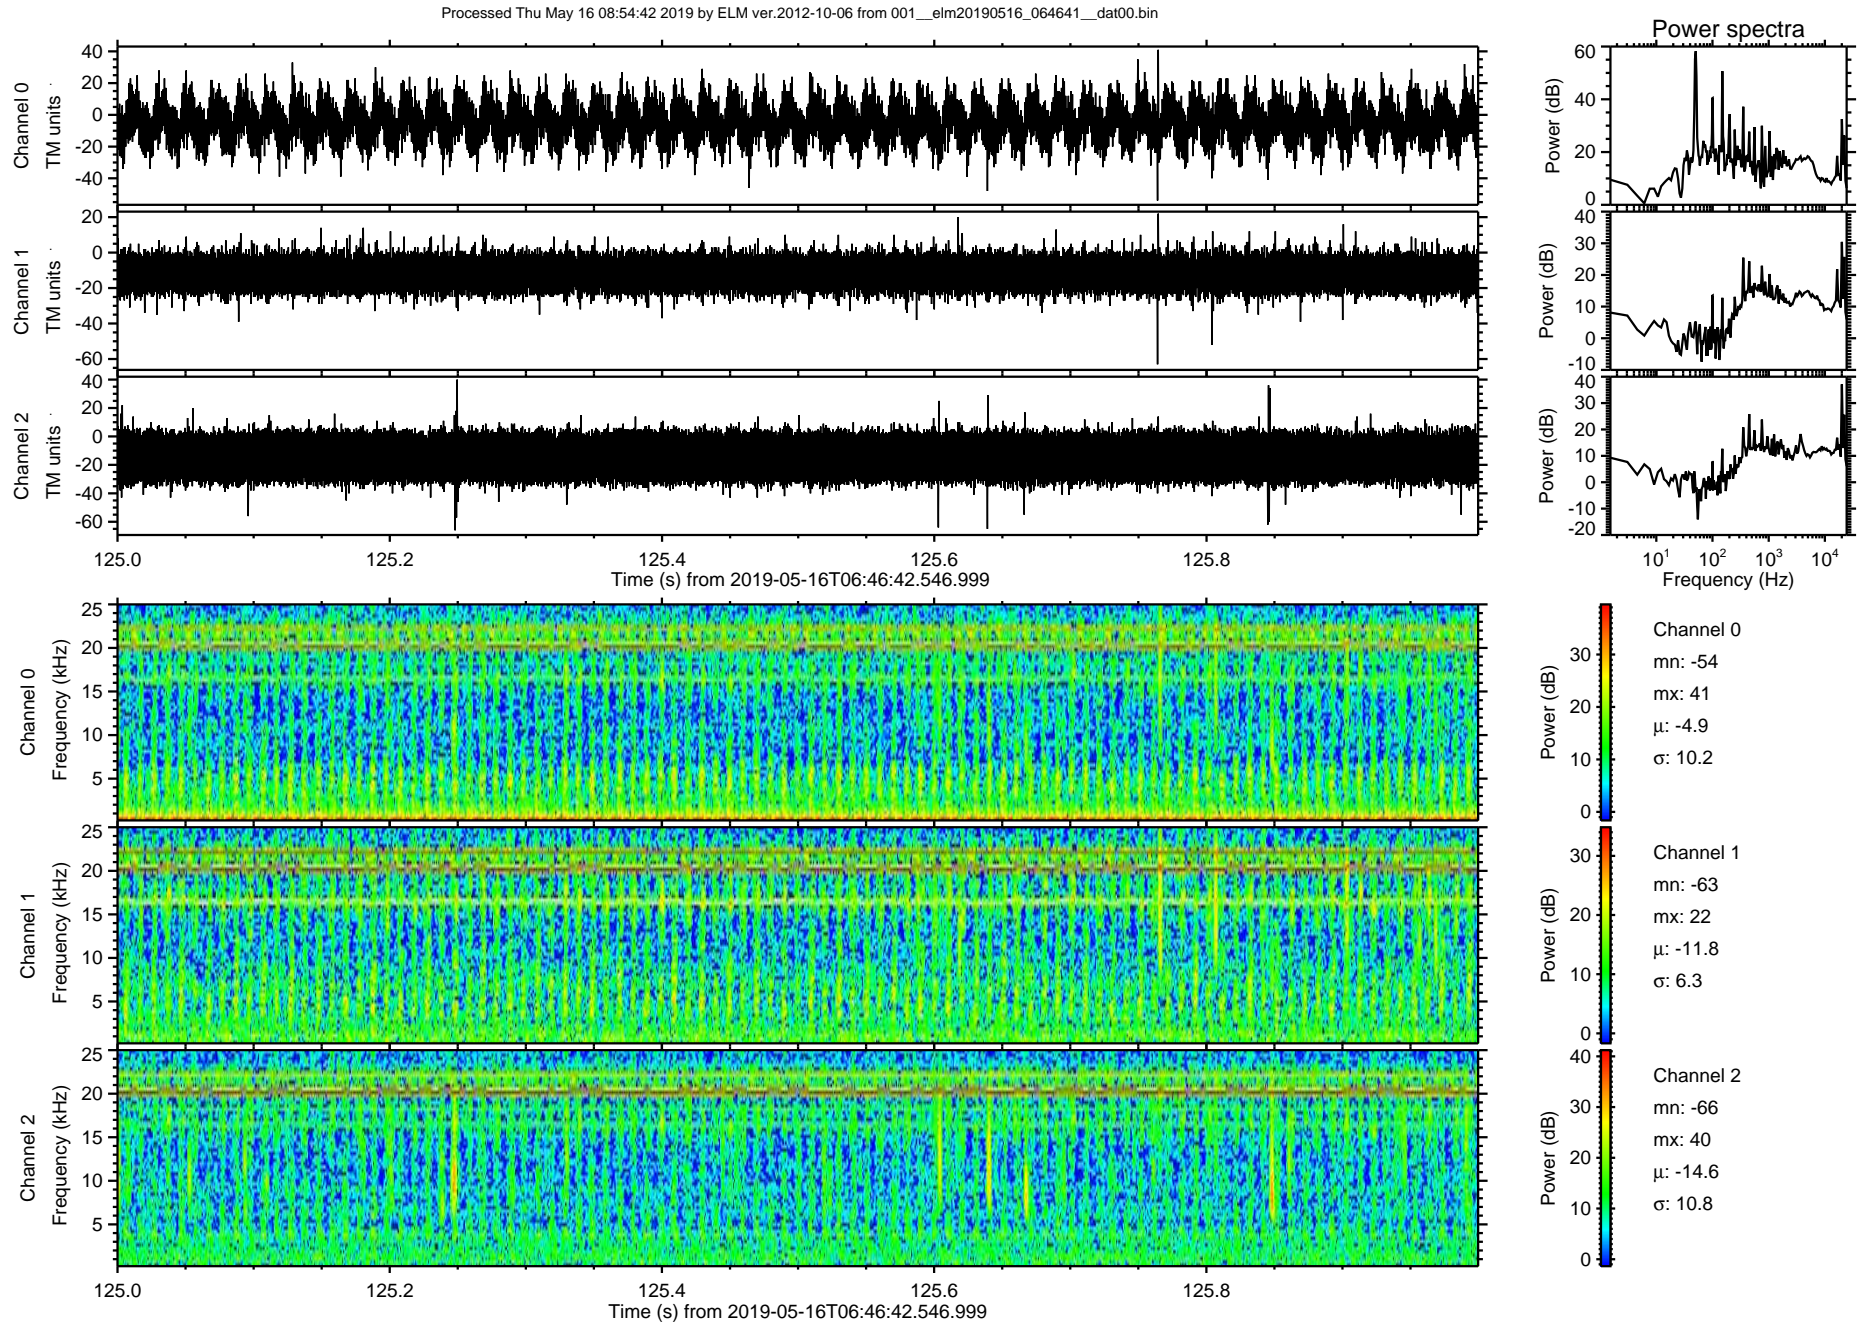 Processed Thu May 16 08:54:42 2019 by ELM ver.2012-10-06 from 001__elm20190516_064641__dat00.bin
Power spectra
Channel 0
TM units
40
20
0
-20
-40
Power (dB)
60
40
20
0
Channel 1
TM units
20
0
-20
-40
-60
Power (dB)
40
30
20
10
0
-10
Channel 2
TM units
40
20
0
-20
-40
-60
Power (dB)
40
30
20
10
0
-10
-20
125.0 125.2 125.4 125.6 125.8
Time (s) from 2019-05-16T06:46:42.546.999
10¹ 10² 10³ 10⁴
Frequency (Hz)
Channel 0
Frequency (kHz)
25
20
15
10
5
Power (dB)
30
20
10
0
Channel 0
mn: -54
mx: 41
μ: -4.9
σ: 10.2
Channel 1
Frequency (kHz)
25
20
15
10
5
Power (dB)
30
20
10
0
Channel 1
mn: -63
mx: 22
μ: -11.8
σ: 6.3
Channel 2
Frequency (kHz)
25
20
15
10
5
Power (dB)
40
30
20
10
0
Channel 2
mn: -66
mx: 40
μ: -14.6
σ: 10.8
125.0 125.2 125.4 125.6 125.8
Time (s) from 2019-05-16T06:46:42.546.999